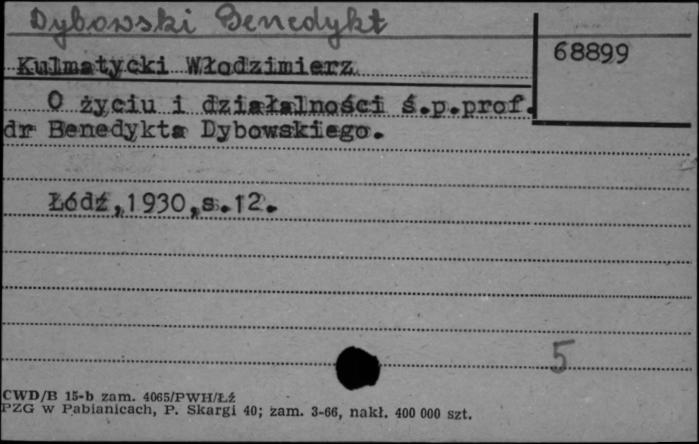 Dybowski Benedykt
68899
Kulmatycki Włodzimierz
O życiu i działalności ś.p.prof.
dr Benedykta Dybowskiego.
Łódź,1930,s.12.
5
CWD/B 15-b zam. 4065/PWH/Łź
PZG w Pabianicach, P. Skargi 40; zam. 3-66, nakł. 400 000 szt.